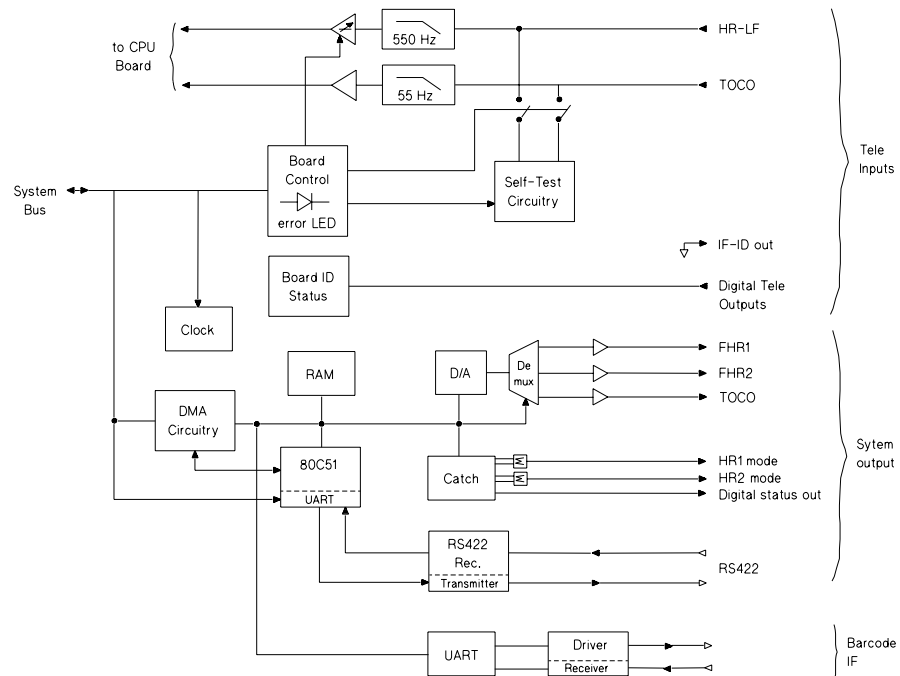 to CPU
Board
550 Hz
HR-LF
55 Hz
TOCO
Board
Control
error LED
Self-Test
Circuitry
Tele
Inputs
System
Bus
IF-ID out
Board ID
Status
Digital Tele
Outputs
Clock
RAM
D/A
De
mux
FHR1
FHR2
TOCO
DMA
Circuitry
80C51
UART
Catch
Σ
HR1 mode
Σ
HR2 mode
Digital status out
Sytem
output
RS422
Rec.
Transmitter
RS422
UART
Driver
Receiver
Barcode
IF